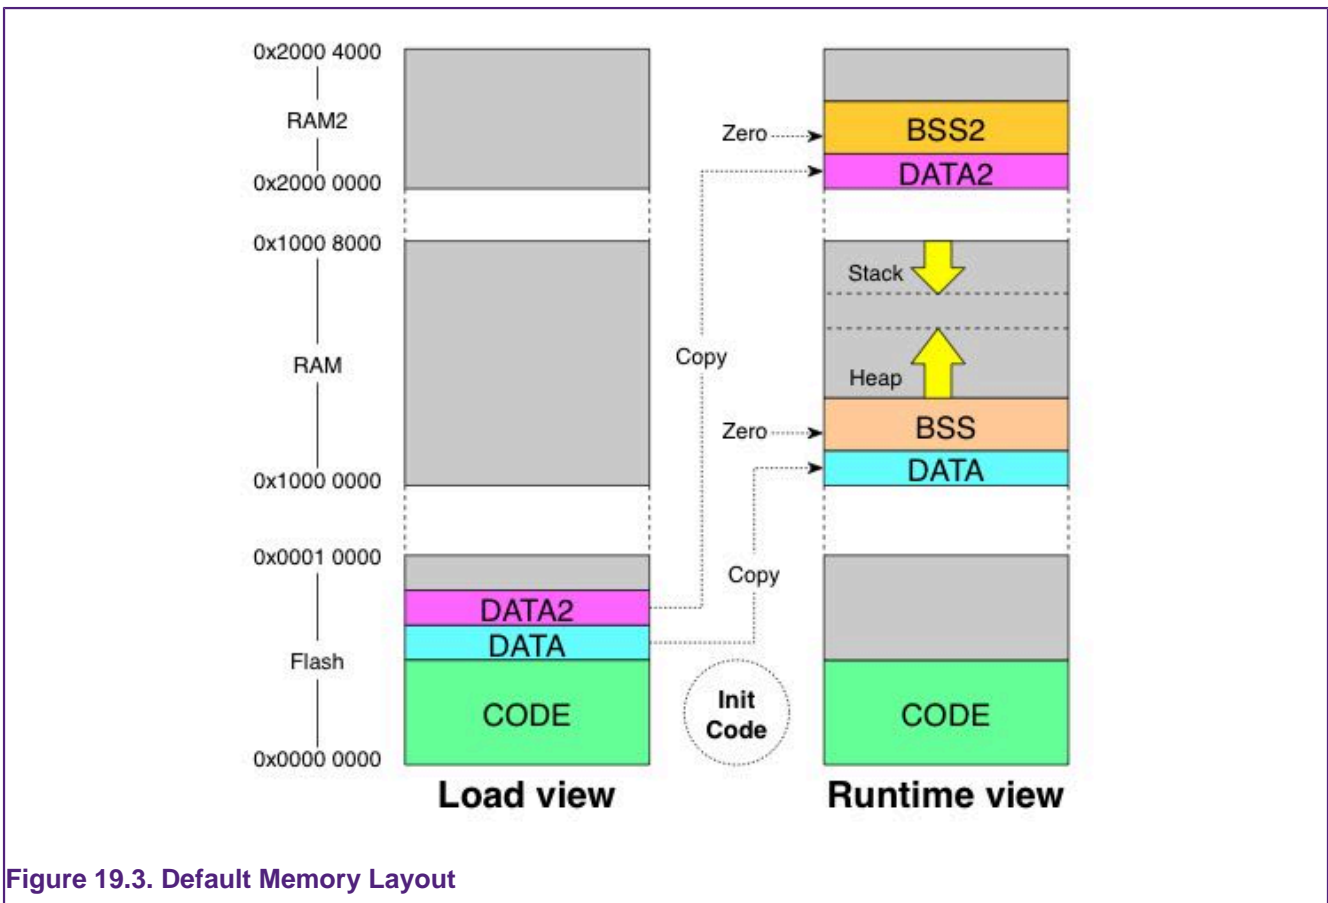 0x2000 4000
RAM2
0x2000 0000
0x1000 8000
RAM
0x1000 0000
0x0001 0000
Flash
0x0000 0000
DATA2
DATA
CODE
Load view
Zero
Copy
Zero
Copy
Init
Code
BSS2
DATA2
Stack
Heap
BSS
DATA
CODE
Runtime view
Figure 19.3. Default Memory Layout